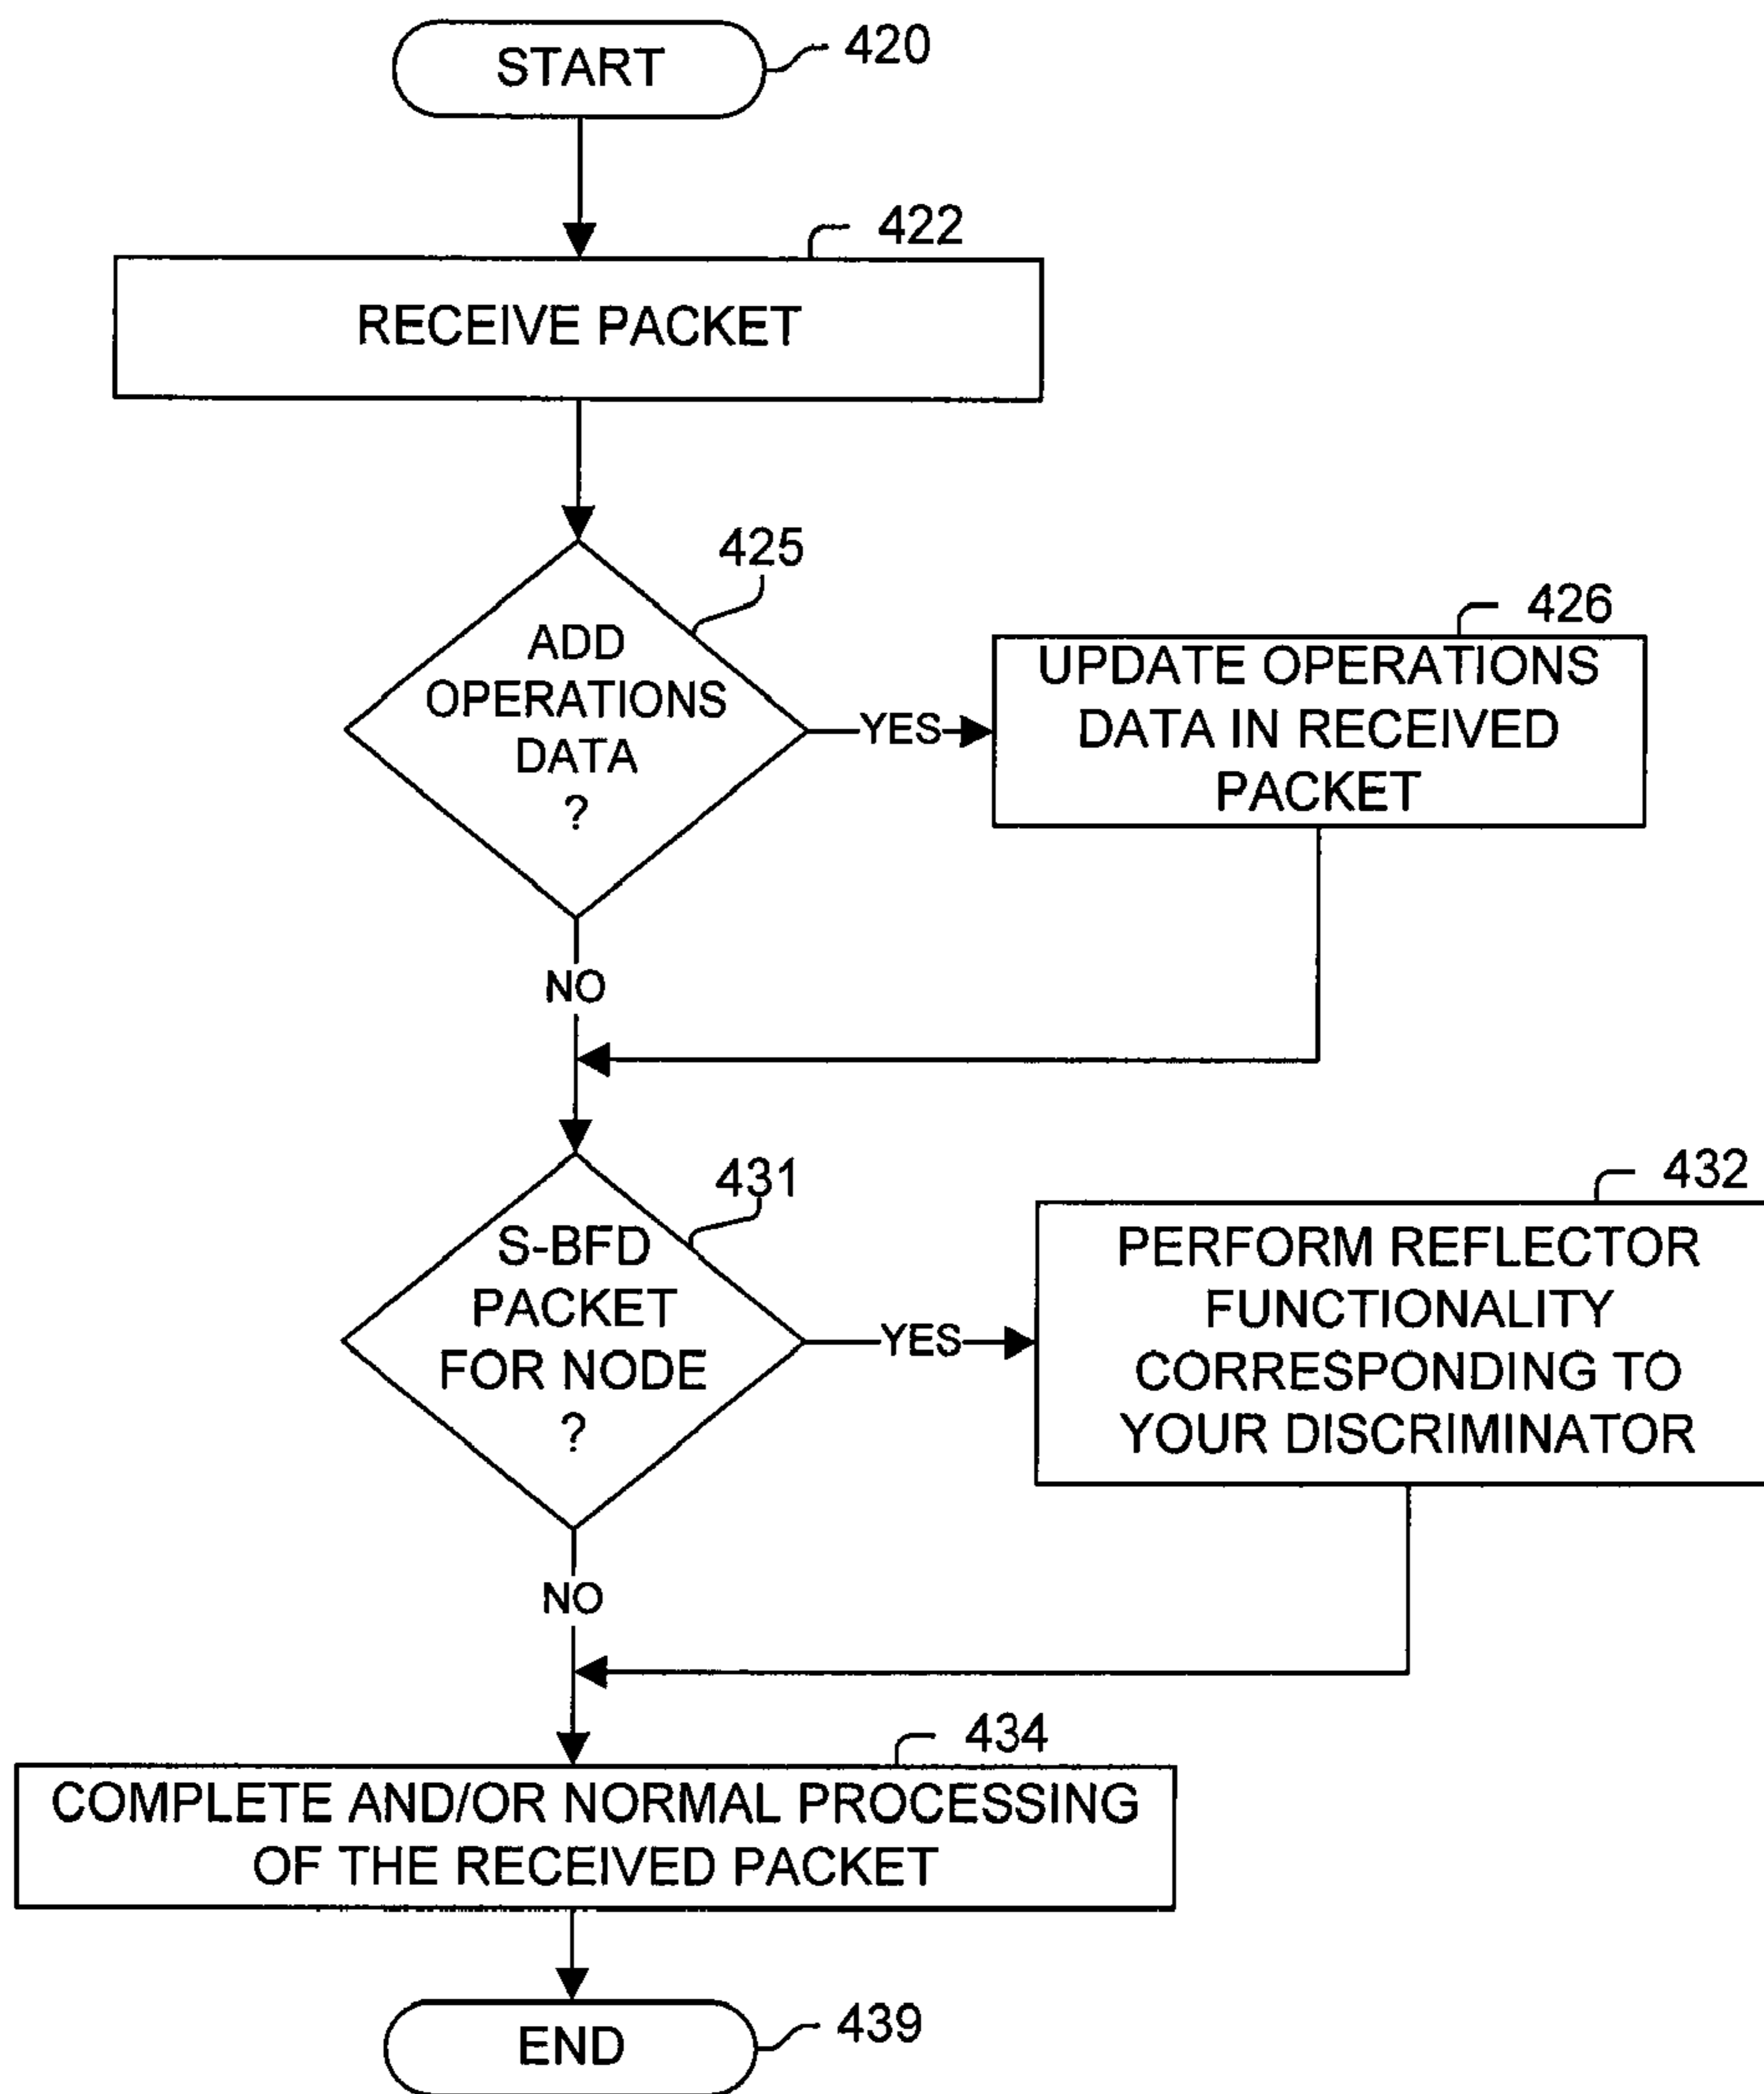 START
420
422
RECEIVE PACKET
425
ADD
OPERATIONS
DATA
?
YES
426
UPDATE OPERATIONS
DATA IN RECEIVED
PACKET
NO
431
S-BFD
PACKET
FOR NODE
?
YES
432
PERFORM REFLECTOR
FUNCTIONALITY
CORRESPONDING TO
YOUR DISCRIMINATOR
NO
434
COMPLETE AND/OR NORMAL PROCESSING
OF THE RECEIVED PACKET
END
439